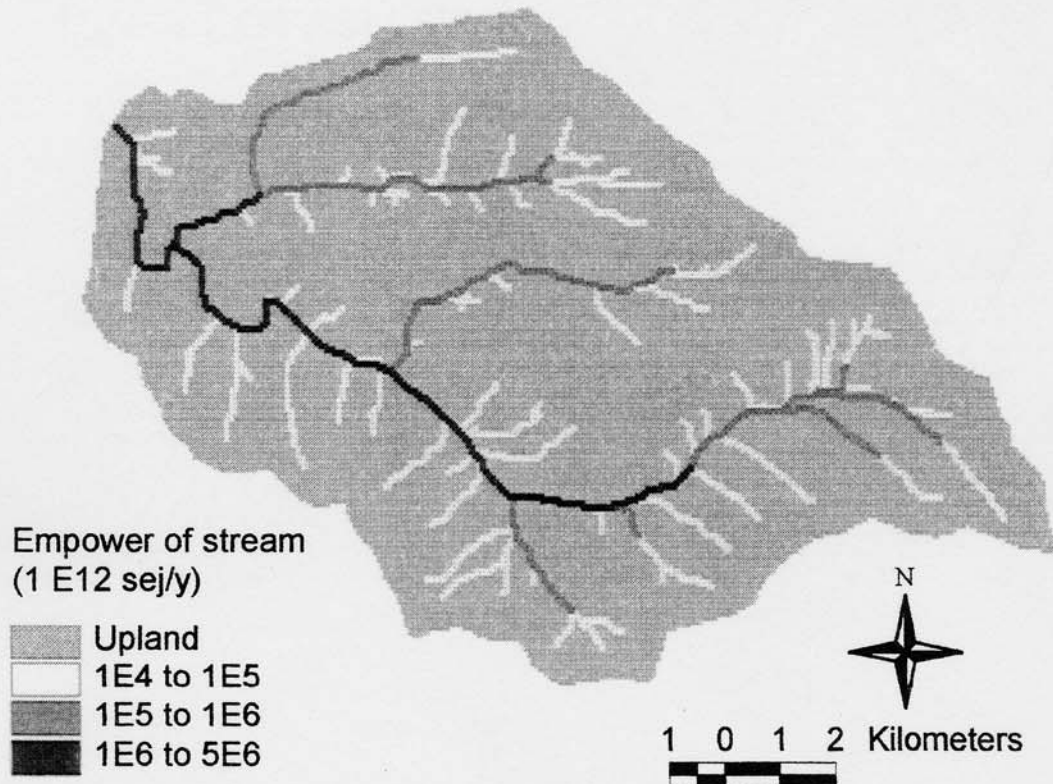 Empower of stream
(1 E12 sej/y)
Upland
1E4 to 1E5
1E5 to 1E6
1E6 to 5E6
N
1 0 1 2 Kilometers